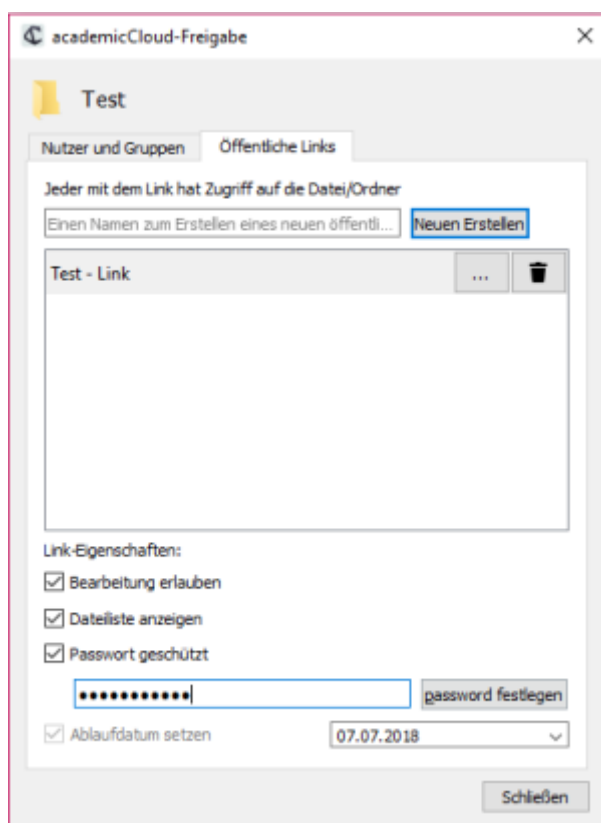 academicCloud-Freigabe
Test
Nutzer und Gruppen
Öffentliche Links
Jeder mit dem Link hat Zugriff auf die Datei/Ordner
Einen Namen zum Erstellen eines neuen öffentli...
Neuen Erstellen
Test - Link
...
Link-Eigenschaften:
Bearbeitung erlauben
Dateiliste anzeigen
Passwort geschützt
●●●●●●●●●●●
password festlegen
Ablaufdatum setzen
07.07.2018
Schließen